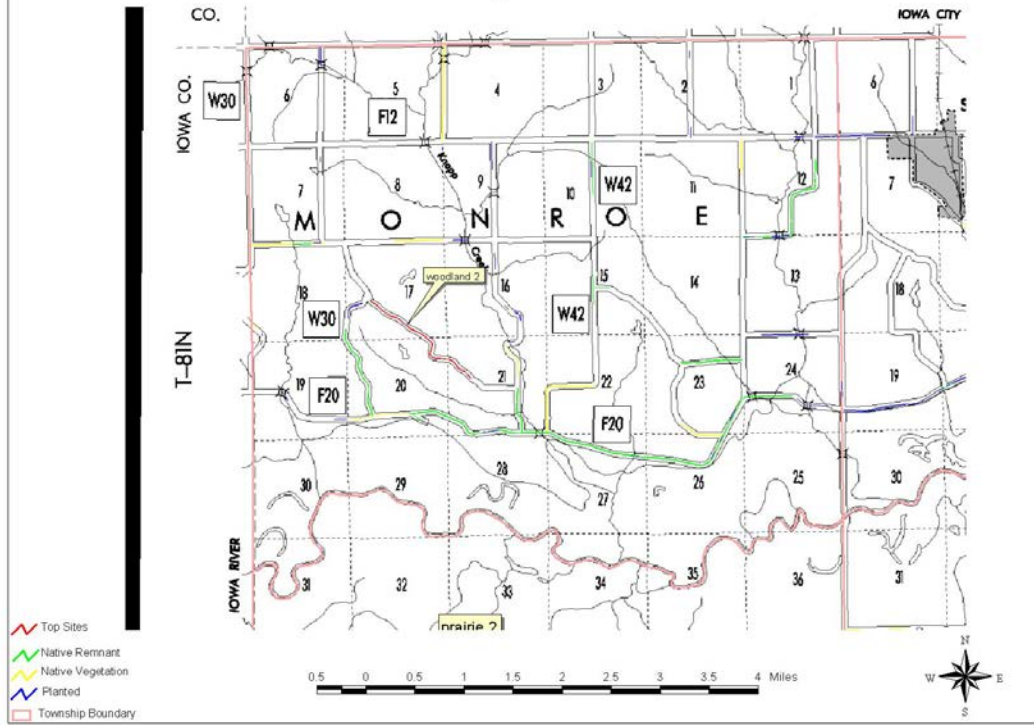 CO.
IOWA CITY
IOWA CO.
6 5 4 3 2 1 6 5
W30
F12
Knapp
Creek
7 8 9 10 11 12 7
W42
M O N R O E
woodland 2
18 17 16 15 14 13 18
W30
W42
T-81N
19 20 21 22 23 24 19
F20
F20
30 29 28 27 26 25 30
IOWA RIVER
31 32 33 34 35 36 31
prairie 2
Top Sites
Native Remnant
Native Vegetation
Planted
Township Boundary
0.5 0 0.5 1 1.5 2 2.5 3 3.5 4 Miles
N
W E
S